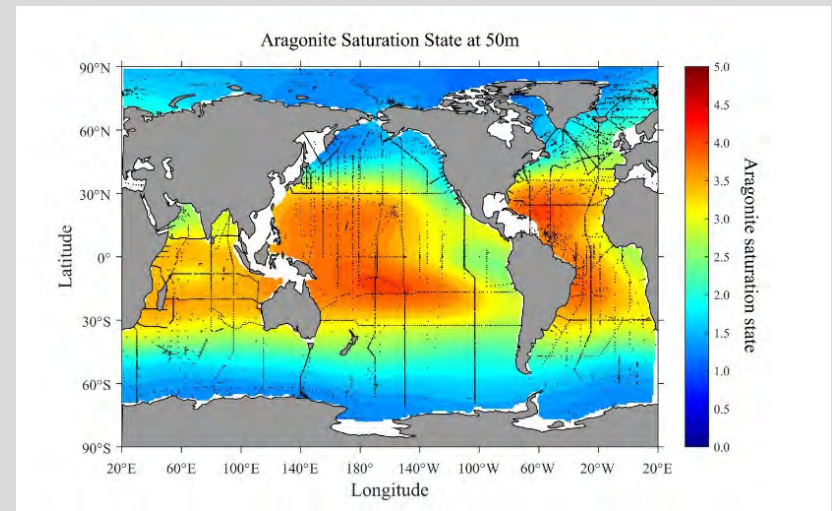 Aragonite Saturation State at 50m
90°N
60°N
30°N
0°
30°S
60°S
90°S
Latitude
20°E 60°E 100°E 140°E 180° 140°W 100°W 60°W 20°W 20°E
Longitude
5.0
4.5
4.0
3.5
3.0
2.5
2.0
1.5
1.0
0.5
0.0
Aragonite saturation state